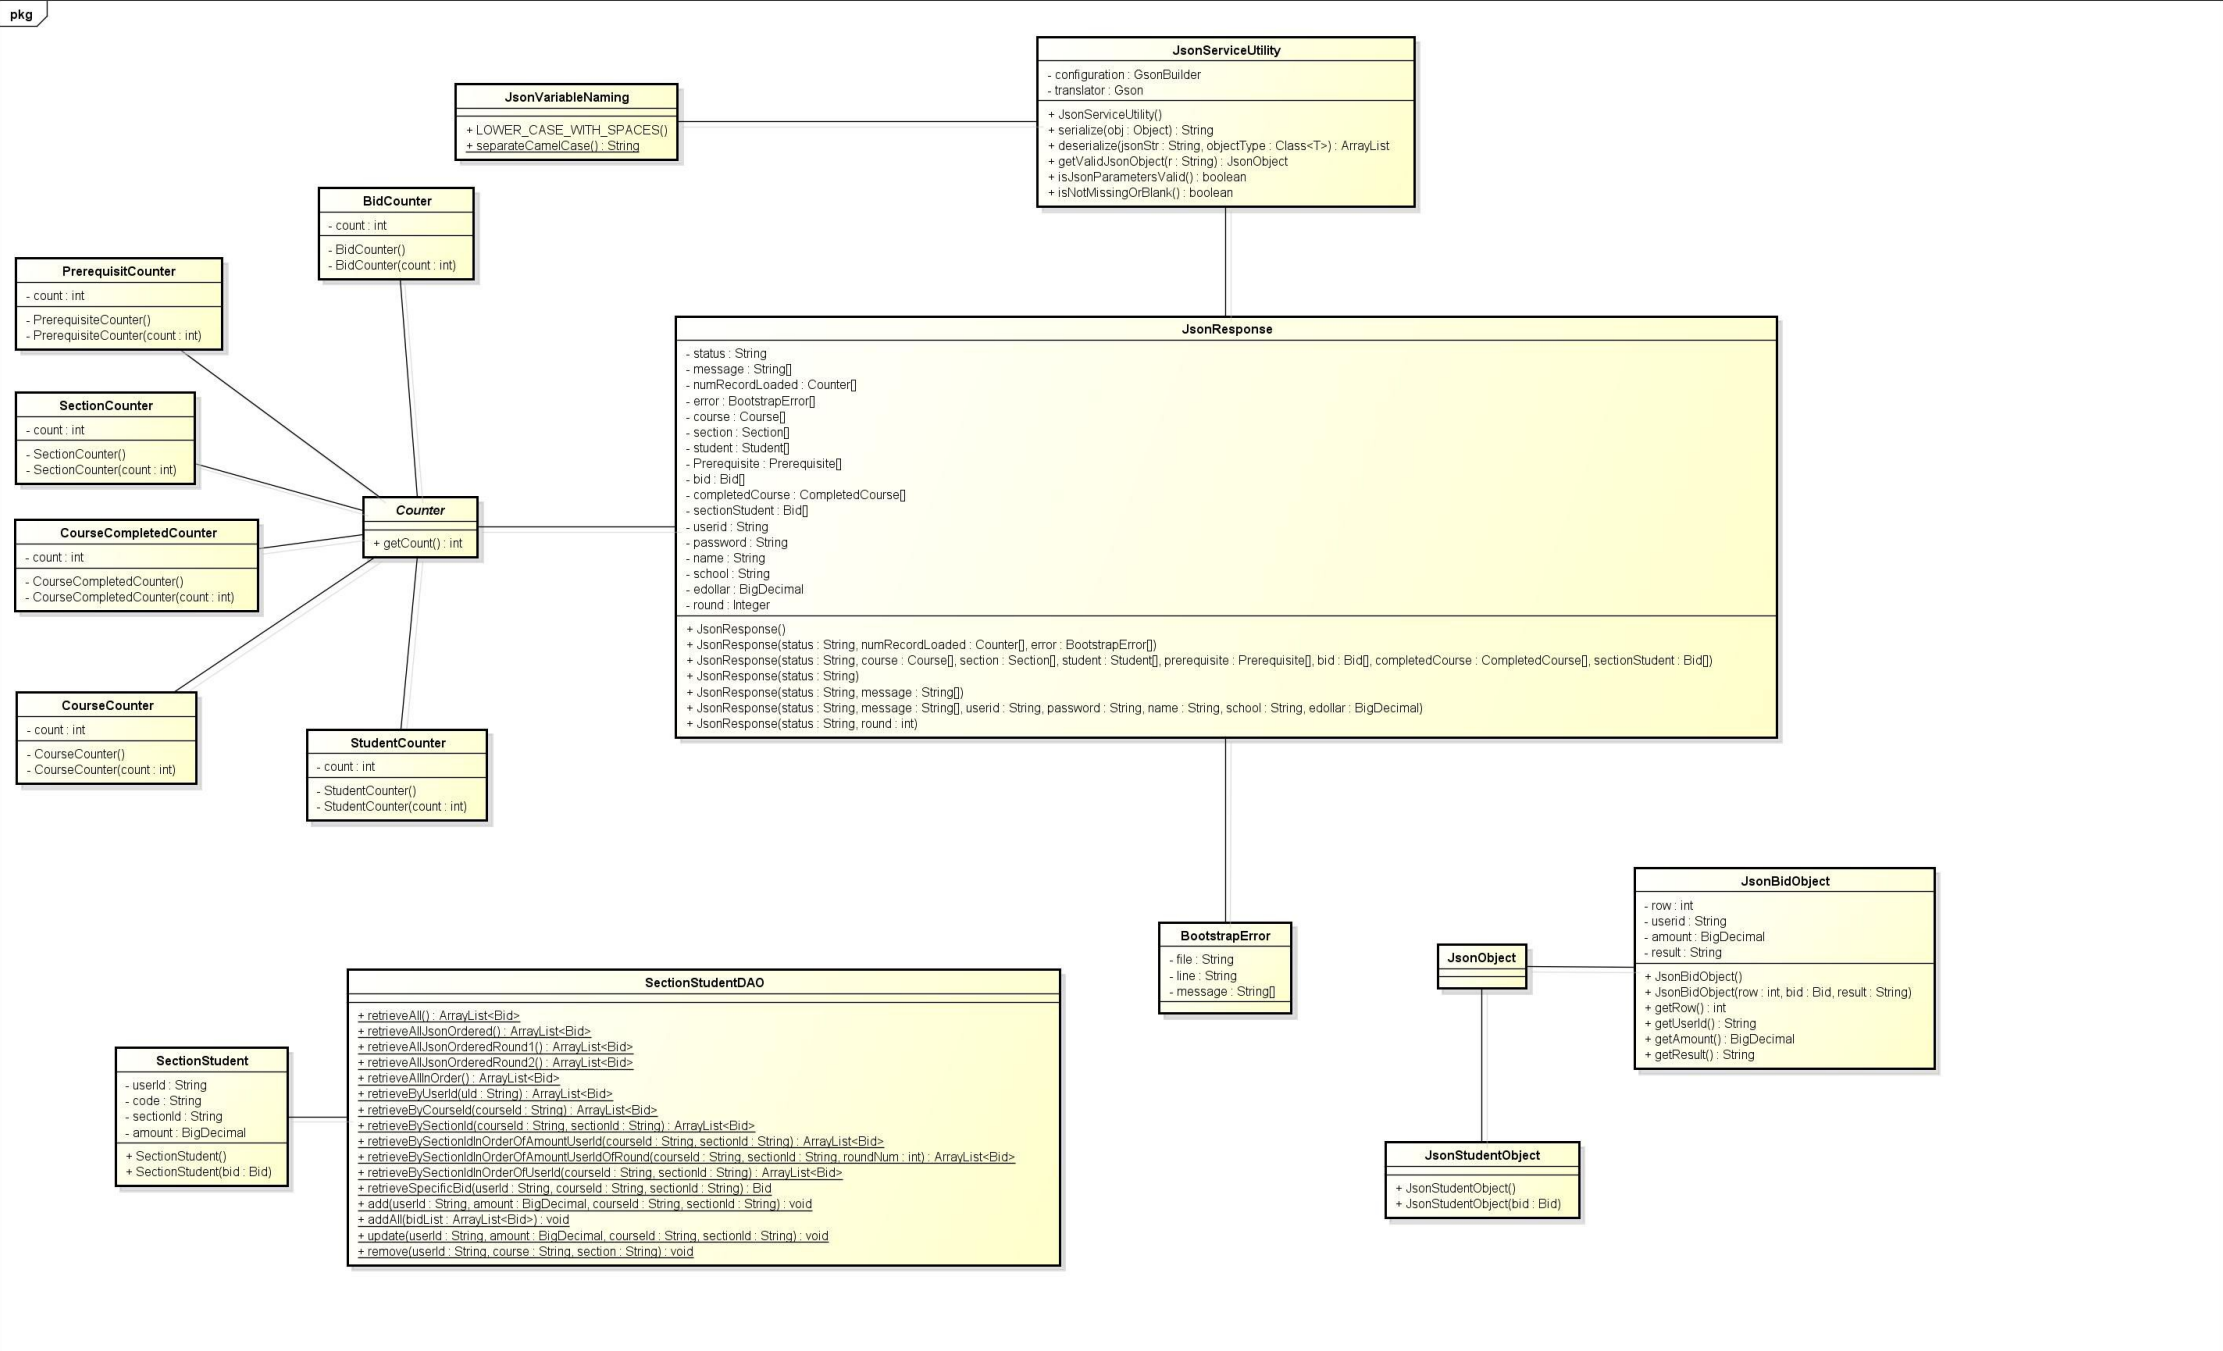 pkg
JsonServiceUtility
- configuration : GsonBuilder
- translator : Gson
+ JsonServiceUtility()
+ serialize(obj : Object) : String
+ deserialize(jsonStr : String, objectType : Class<T>) : ArrayList
+ getValidJsonObject(r : String) : JsonObject
+ isJsonParametersValid() : boolean
+ isNotMissingOrBlank() : boolean
JsonVariableNaming
+ LOWER_CASE_WITH_SPACES()
+ separateCamelCase() : String
BidCounter
- count : int
- BidCounter()
- BidCounter(count : int)
PrerequisitCounter
- count : int
- PrerequisiteCounter()
- PrerequisiteCounter(count : int)
SectionCounter
- count : int
- SectionCounter()
- SectionCounter(count : int)
Counter
+ getCount() : int
CourseCompletedCounter
- count : int
- CourseCompletedCounter()
- CourseCompletedCounter(count : int)
CourseCounter
- count : int
- CourseCounter()
- CourseCounter(count : int)
StudentCounter
- count : int
- StudentCounter()
- StudentCounter(count : int)
JsonResponse
- status : String
- message : String[]
- numRecordLoaded : Counter[]
- error : BootstrapError[]
- course : Course[]
- section : Section[]
- student : Student[]
- Prerequisite : Prerequisite[]
- bid : Bid[]
- completedCourse : CompletedCourse[]
- sectionStudent : Bid[]
- userid : String
- password : String
- name : String
- school : String
- edollar : BigDecimal
- round : Integer
+ JsonResponse()
+ JsonResponse(status : String, numRecordLoaded : Counter[], error : BootstrapError[])
+ JsonResponse(status : String, course : Course[], section : Section[], student : Student[], prerequisite : Prerequisite[], bid : Bid[], completedCourse : CompletedCourse[], sectionStudent : Bid[])
+ JsonResponse(status : String)
+ JsonResponse(status : String, message : String[])
+ JsonResponse(status : String, message : String[], userid : String, password : String, name : String, school : String, edollar : BigDecimal)
+ JsonResponse(status : String, round : int)
JsonBidObject
- row : int
- userid : String
- amount : BigDecimal
- result : String
+ JsonBidObject()
+ JsonBidObject(row : int, bid : Bid, result : String)
+ getRow() : int
+ getUserId() : String
+ getAmount() : BigDecimal
+ getResult() : String
BootstrapError
- file : String
- line : String
- message : String[]
JsonObject
SectionStudentDAO
+ retrieveAll() : ArrayList<Bid>
+ retrieveAllJsonOrdered() : ArrayList<Bid>
+ retrieveAllJsonOrderedRound1() : ArrayList<Bid>
+ retrieveAllJsonOrderedRound2() : ArrayList<Bid>
+ retrieveAllInOrder() : ArrayList<Bid>
+ retrieveByUserId(uId : String) : ArrayList<Bid>
+ retrieveByCourseId(courseId : String) : ArrayList<Bid>
+ retrieveBySectionId(courseId : String, sectionId : String) : ArrayList<Bid>
+ retrieveBySectionIdInOrderOfAmountUserId(courseId : String, sectionId : String) : ArrayList<Bid>
+ retrieveBySectionIdInOrderOfAmountUserIdOfRound(courseId : String, sectionId : String, roundNum : int) : ArrayList<Bid>
+ retrieveBySectionIdInOrderOfUserId(courseId : String, sectionId : String) : ArrayList<Bid>
+ retrieveSpecificBid(userId : String, courseId : String, sectionId : String) : Bid
+ add(userId : String, amount : BigDecimal, courseId : String, sectionId : String) : void
+ addAll(bidList : ArrayList<Bid>) : void
+ update(userId : String, amount : BigDecimal, courseId : String, sectionId : String) : void
+ remove(userId : String, course : String, section : String) : void
SectionStudent
- userId : String
- code : String
- sectionId : String
- amount : BigDecimal
+ SectionStudent()
+ SectionStudent(bid : Bid)
JsonStudentObject
+ JsonStudentObject()
+ JsonStudentObject(bid : Bid)